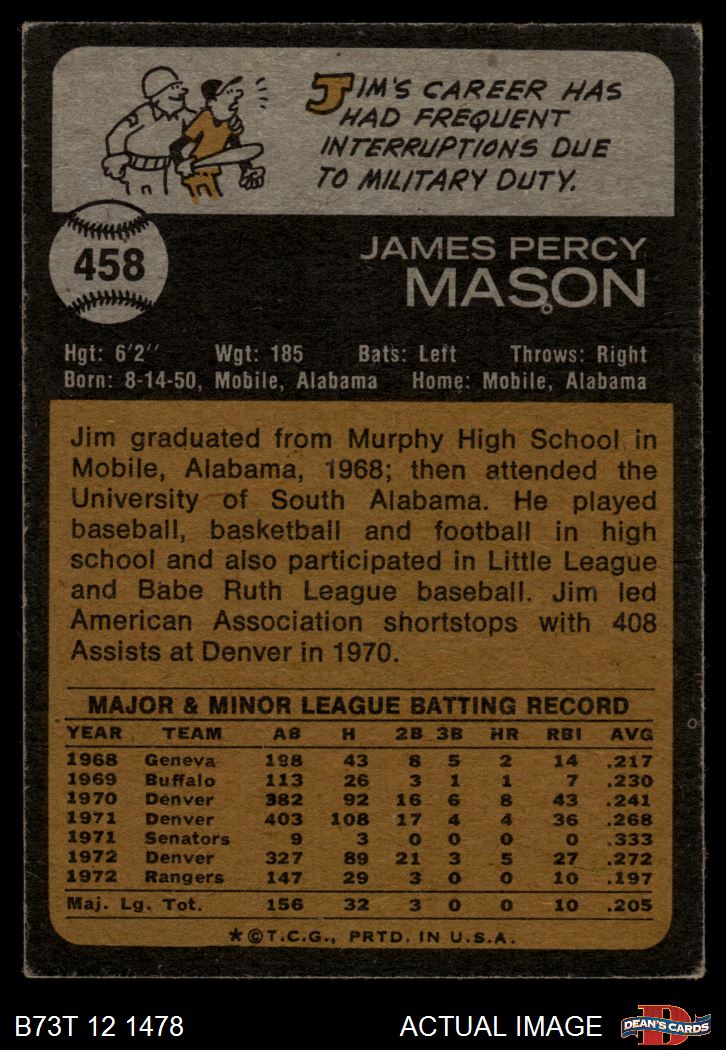 JIM'S CAREER HAS
HAD FREQUENT
INTERRUPTIONS DUE
TO MILITARY DUTY.
458
JAMES PERCY
MASON
Hgt: 6'2" Wgt: 185 Bats: Left Throws: Right
Born: 8-14-50, Mobile, Alabama Home: Mobile, Alabama
Jim graduated from Murphy High School in
Mobile, Alabama, 1968; then attended the
University of South Alabama. He played
baseball, basketball and football in high
school and also participated in Little League
and Babe Ruth League baseball. Jim led
American Association shortstops with 408
Assists at Denver in 1970.
MAJOR & MINOR LEAGUE BATTING RECORD
YEAR TEAM AB H 2B 3B HR RBI AVG
1968 Geneva 198 43 8 5 2 14 .217
1969 Buffalo 113 26 3 1 1 7 .230
1970 Denver 382 92 16 6 8 43 .241
1971 Denver 403 108 17 4 4 36 .268
1971 Senators 9 3 0 0 0 0 .333
1972 Denver 327 89 21 3 5 27 .272
1972 Rangers 147 29 3 0 0 10 .197
Maj. Lg. Tot. 156 32 3 0 0 10 .205
*©T.C.G., PRTD. IN U.S.A.
B73T 12 1478 ACTUAL IMAGE DEAN'S CARDS